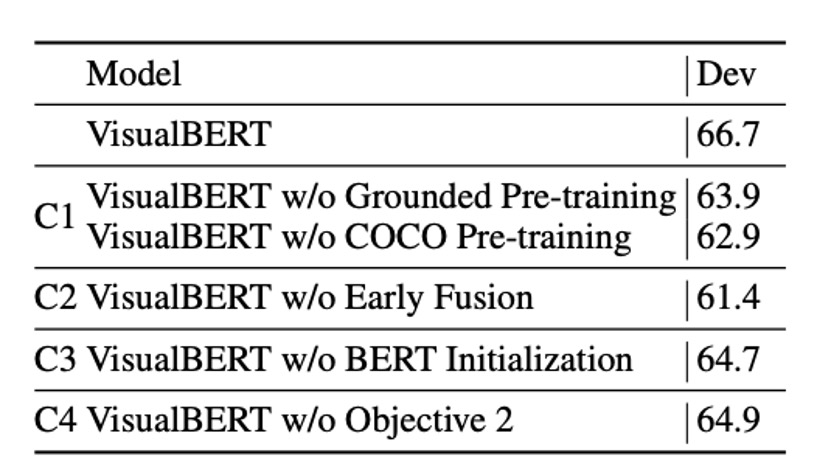 Model Dev
VisualBERT 66.7
VisualBERT w/o Grounded Pre-training 63.9
C1
VisualBERT w/o COCO Pre-training 62.9
C2 VisualBERT w/o Early Fusion 61.4
C3 VisualBERT w/o BERT Initialization 64.7
C4 VisualBERT w/o Objective 2 64.9